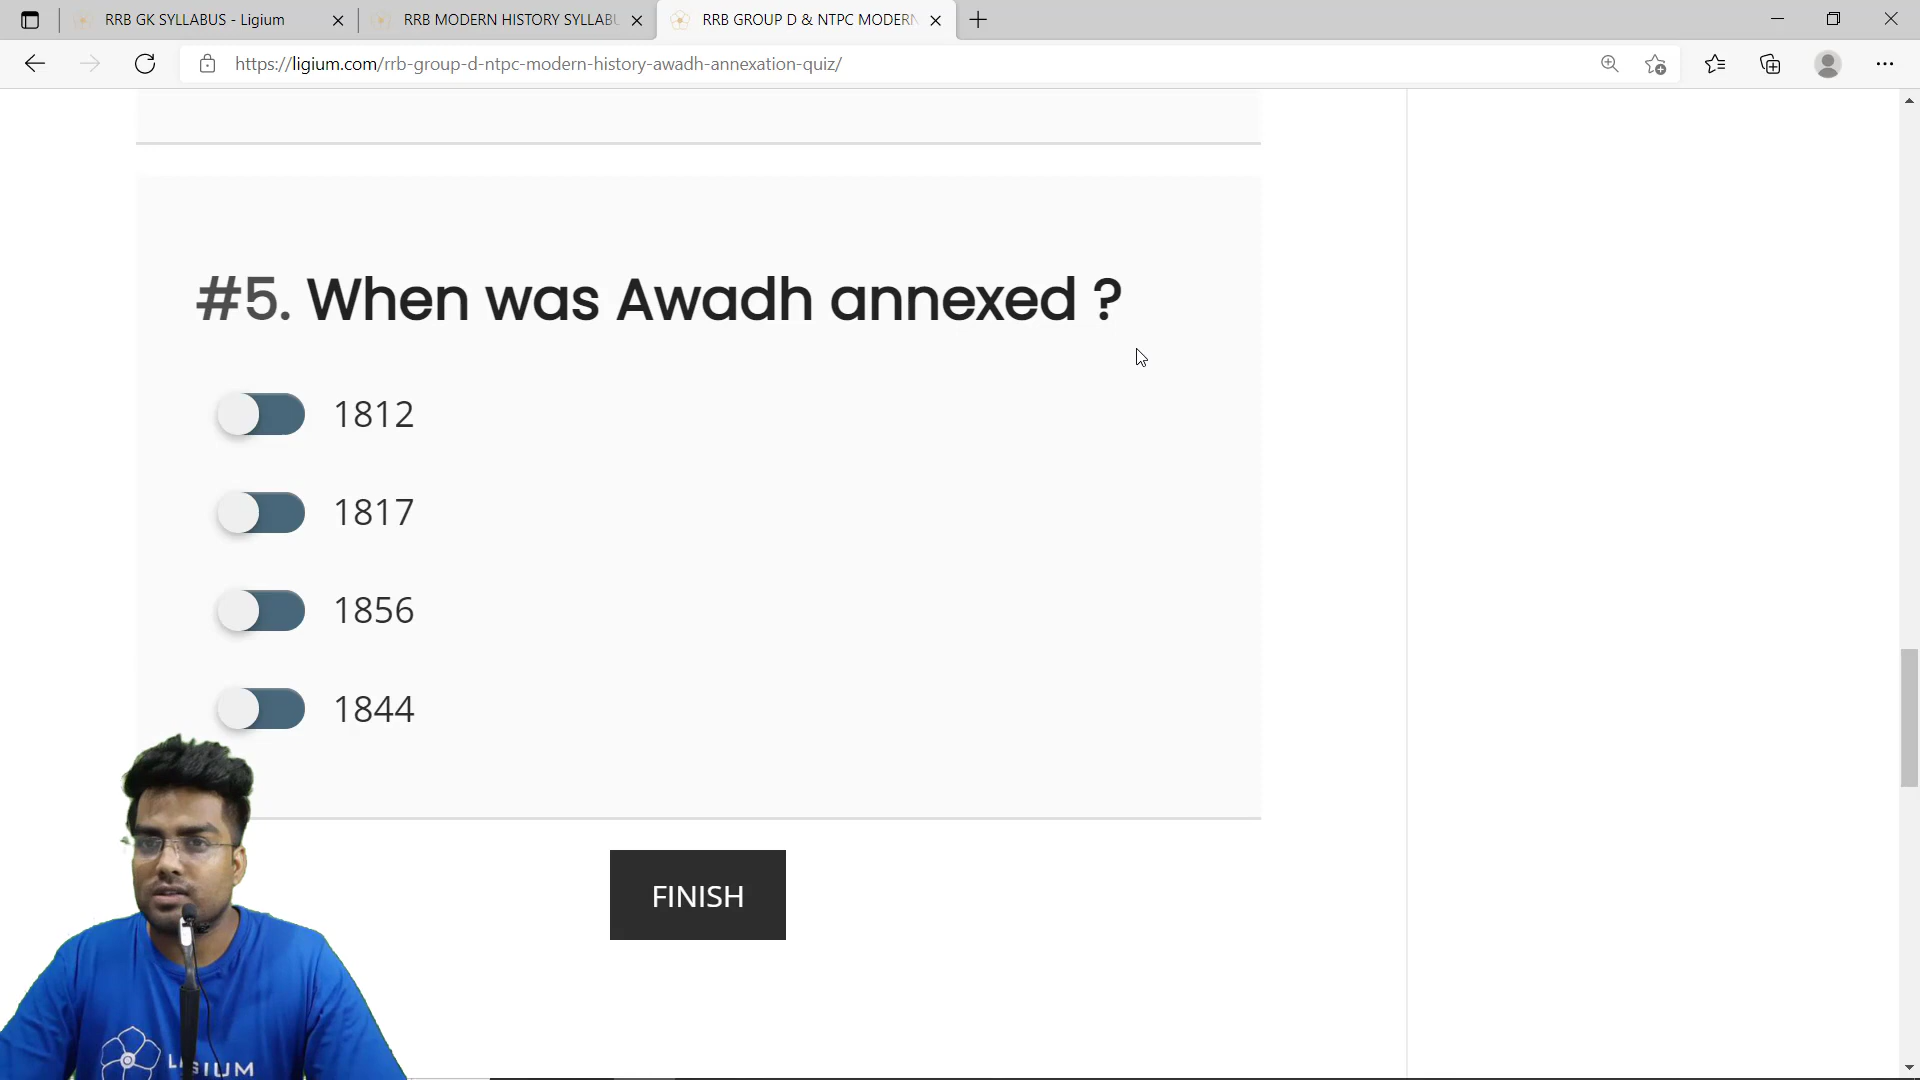 RRB GK SYLLABUS - Ligium
RRB MODERN HISTORY SYLLABU
RRB GROUP D & NTPC MODERN
https://ligium.com/rrb-group-d-ntpc-modern-history-awadh-annexation-quiz/
#5. When was Awadh annexed ?
1812
1817
1856
1844
FINISH
LIGIUM